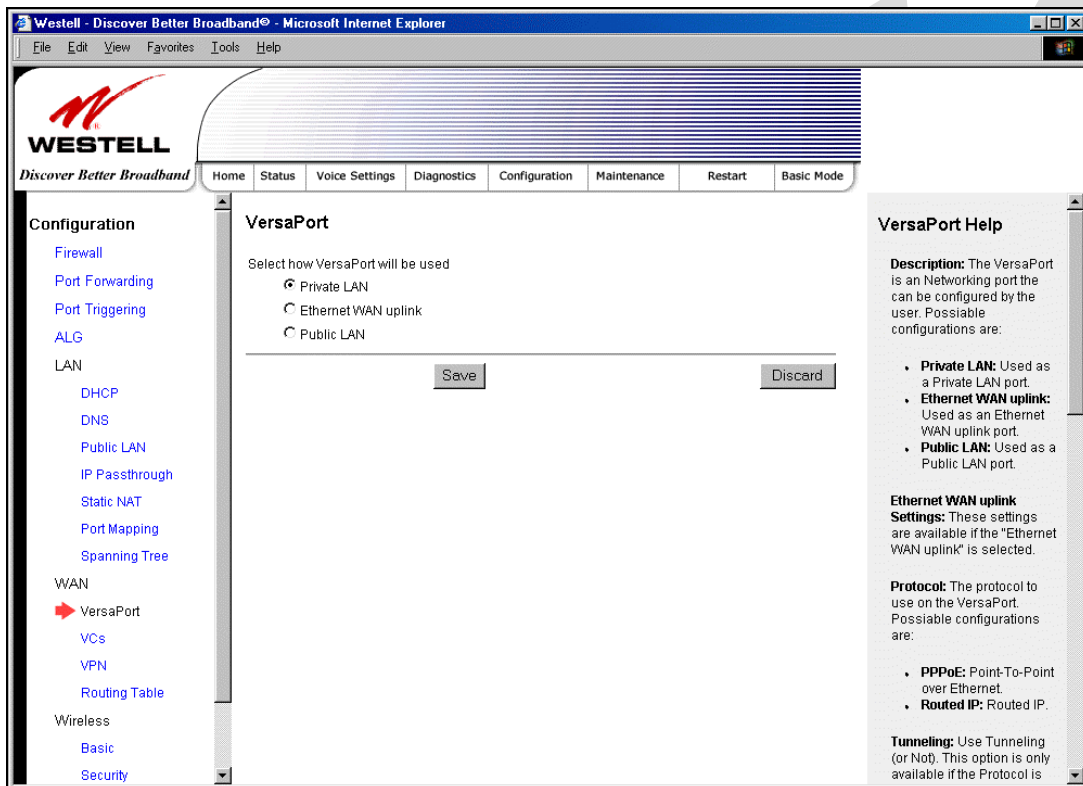 Westell - Discover Better Broadband® - Microsoft Internet Explorer
File Edit View Favorites Tools Help
WESTELL
Discover Better Broadband
Home Status Voice Settings Diagnostics Configuration Maintenance Restart Basic Mode
Configuration
Firewall
Port Forwarding
Port Triggering
ALG
LAN
DHCP
DNS
Public LAN
IP Passthrough
Static NAT
Port Mapping
Spanning Tree
WAN
VersaPort
VCs
VPN
Routing Table
Wireless
Basic
Security
VersaPort
Select how VersaPort will be used
Private LAN
Ethernet WAN uplink
Public LAN
Save Discard
VersaPort Help
Description: The VersaPort
is an Networking port the
can be configured by the
user. Possiable
configurations are:
• Private LAN: Used as
a Private LAN port.
• Ethernet WAN uplink:
Used as an Ethernet
WAN uplink port.
• Public LAN: Used as a
Public LAN port.
Ethernet WAN uplink
Settings: These settings
are available if the "Ethernet
WAN uplink" is selected.
Protocol: The protocol to
use on the VersaPort.
Possiable configurations
are:
• PPPoE: Point-To-Point
over Ethernet.
• Routed IP: Routed IP.
Tunneling: Use Tunneling
(or Not). This option is only
available if the Protocol is